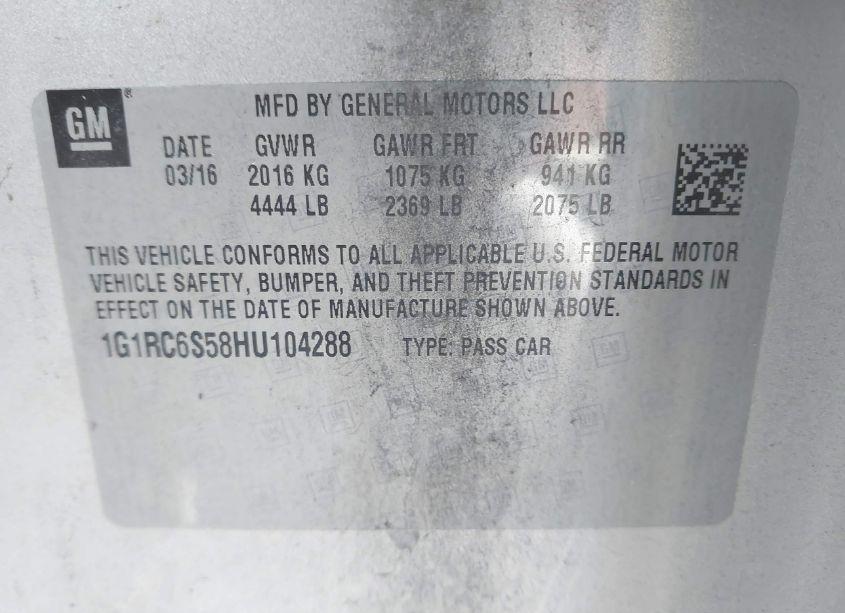 GM
MFD BY GENERAL MOTORS LLC
DATE GVWR GAWR FRT GAWR RR
03/16 2016 KG 1075 KG 941 KG
4444 LB 2369 LB 2075 LB
THIS VEHICLE CONFORMS TO ALL APPLICABLE U.S. FEDERAL MOTOR
VEHICLE SAFETY, BUMPER, AND THEFT PREVENTION STANDARDS IN
EFFECT ON THE DATE OF MANUFACTURE SHOWN ABOVE.
1G1RC6S58HU104288 TYPE: PASS CAR